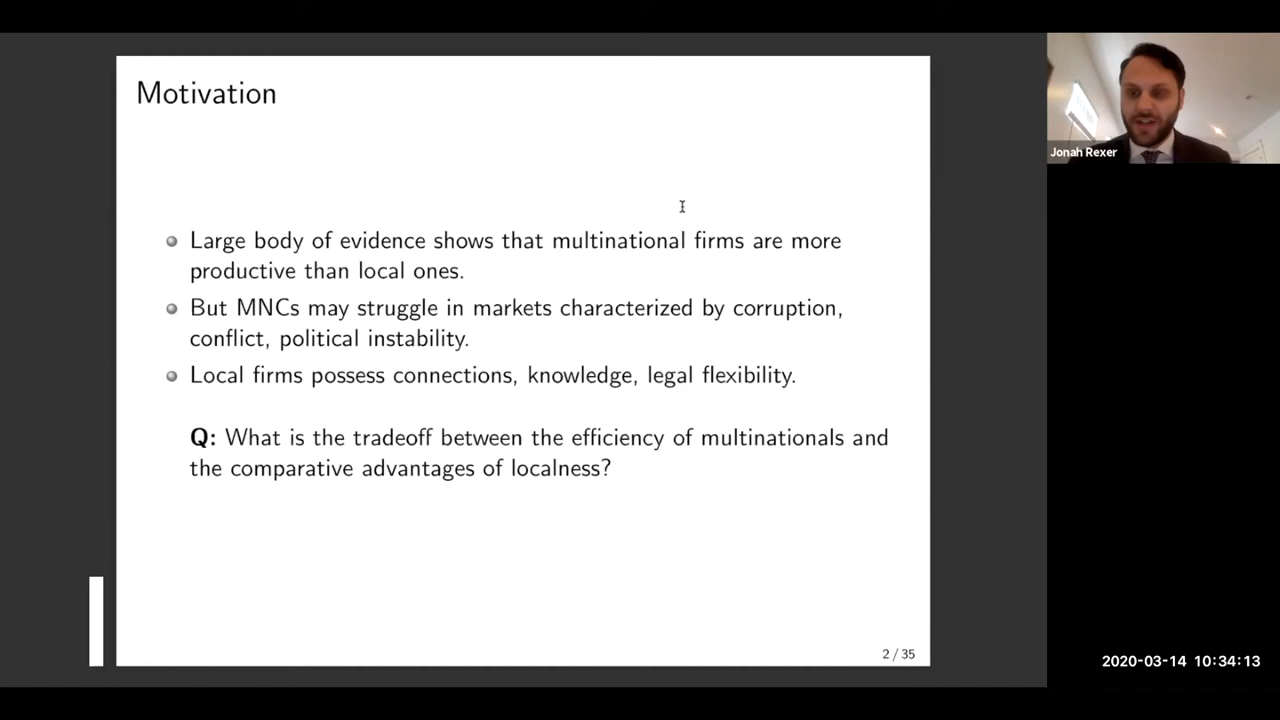 Motivation
Large body of evidence shows that multinational firms are more
productive than local ones.
But MNCs may struggle in markets characterized by corruption,
conflict, political instability.
Local firms possess connections, knowledge, legal flexibility.
Q: What is the tradeoff between the efficiency of multinationals and
the comparative advantages of localness?
2 / 35
Jonah Rexer
2020-03-14 10:34:13